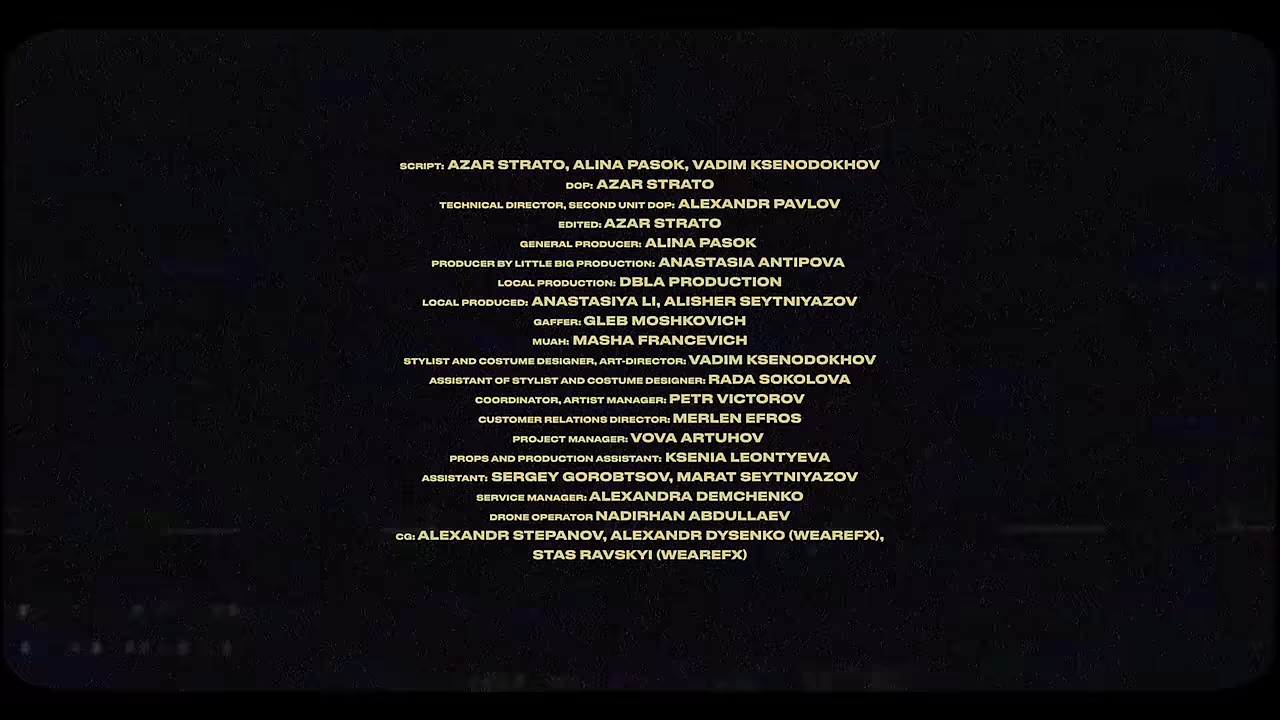 SCRIPT: AZAR STRATO, ALINA PASOK, VADIM KSENODOKHOV
DOP: AZAR STRATO
TECHNICAL DIRECTOR, SECOND UNIT DOP: ALEXANDR PAVLOV
EDITED: AZAR STRATO
GENERAL PRODUCER: ALINA PASOK
PRODUCER BY LITTLE BIG PRODUCTION: ANASTASIA ANTIPOVA
LOCAL PRODUCTION: DBLA PRODUCTION
LOCAL PRODUCED: ANASTASIYA LI, ALISHER SEYTNIYAZOV
GAFFER: GLEB MOSHKOVICH
MUAH: MASHA FRANCEVICH
STYLIST AND COSTUME DESIGNER, ART-DIRECTOR: VADIM KSENODOKHOV
ASSISTANT OF STYLIST AND COSTUME DESIGNER: RADA SOKOLOVA
COORDINATOR, ARTIST MANAGER: PETR VICTOROV
CUSTOMER RELATIONS DIRECTOR: MERLEN EFROS
PROJECT MANAGER: VOVA ARTUHOV
PROPS AND PRODUCTION ASSISTANT: KSENIA LEONTYEVA
ASSISTANT: SERGEY GOROBTSOV, MARAT SEYTNIYAZOV
SERVICE MANAGER: ALEXANDRA DEMCHENKO
DRONE OPERATOR NADIRHAN ABDULLAEV
CG: ALEXANDR STEPANOV, ALEXANDR DYSENKO (WEAREFX),
STAS RAVSKYI (WEAREFX)